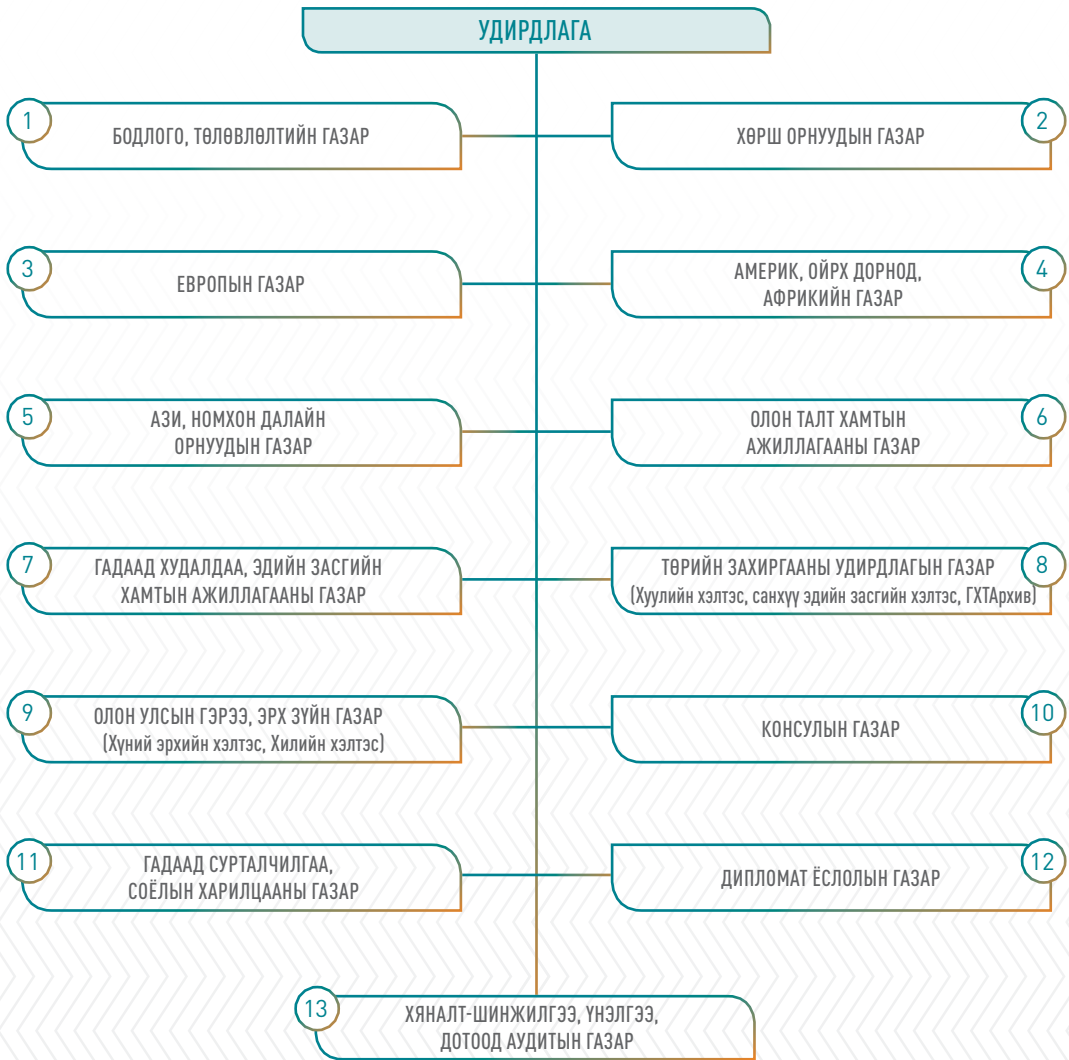 УДИРДЛАГА
1
БОДЛОГО, ТӨЛӨВЛӨЛТИЙН ГАЗАР
2
ХӨРШ ОРНУУДЫН ГАЗАР
3
ЕВРОПЫН ГАЗАР
4
АМЕРИК, ОЙРХ ДОРНОД,
АФРИКИЙН ГАЗАР
5
АЗИ, НОМХОН ДАЛАЙН
ОРНУУДЫН ГАЗАР
6
ОЛОН ТАЛТ ХАМТЫН
АЖИЛЛАГААНЫ ГАЗАР
7
ГАДААД ХУДАЛДАА, ЭДИЙН ЗАСГИЙН
ХАМТЫН АЖИЛЛАГААНЫ ГАЗАР
8
ТӨРИЙН ЗАХИРГААНЫ УДИРДЛАГЫН ГАЗАР
(Хуулийн хэлтэс, санхүү эдийн засгийн хэлтэс, ГХТАрхив)
9
ОЛОН УЛСЫН ГЭРЭЭ, ЭРХ ЗҮЙН ГАЗАР
(Хүний эрхийн хэлтэс, Хилийн хэлтэс)
10
КОНСУЛЫН ГАЗАР
11
ГАДААД СУРТАЛЧИЛГАА,
СОЁЛЫН ХАРИЛЦААНЫ ГАЗАР
12
ДИПЛОМАТ ЁСЛОЛЫН ГАЗАР
13
ХЯНАЛТ-ШИНЖИЛГЭЭ, ҮНЭЛГЭЭ,
ДОТООД АУДИТЫН ГАЗАР